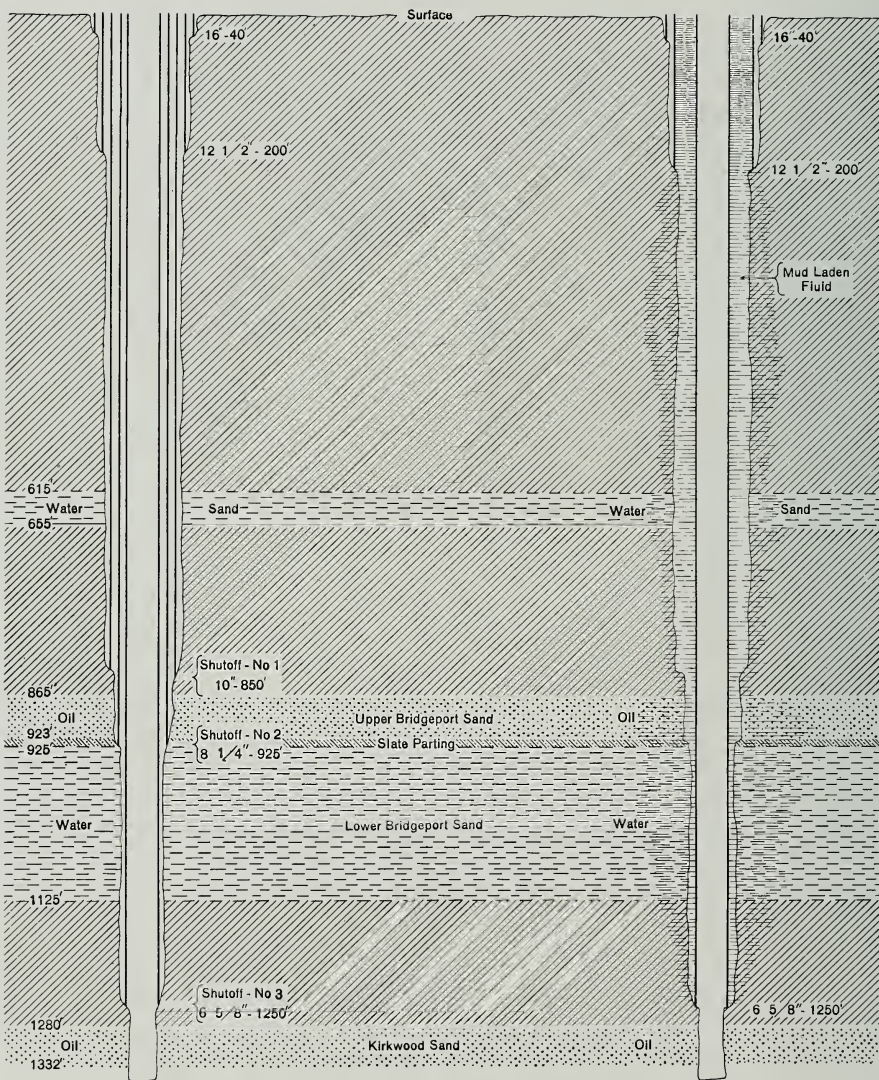 Surface
16"-40'
16"-40'
12 1/2"-200'
12 1/2"-200'
Mud Laden
Fluid
615'
Water Sand Water Sand
655'
Shutoff - No 1
10"-850'
865'
Oil Upper Bridgeport Sand Oil
923' Shutoff - No 2
Slate Parting
925' 8 1/4"-925'
Water Lower Bridgeport Sand Water
1125'
Shutoff - No 3
6 5/8"-1250' 6 5/8"-1250'
1280'
Oil Kirkwood Sand Oil
1332'